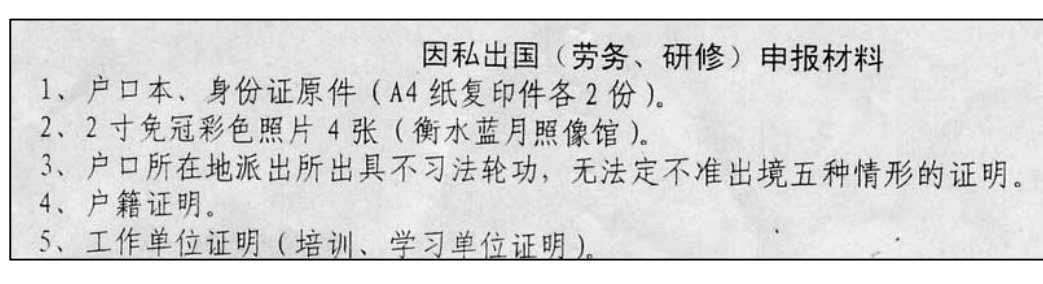 因私出国（劳务、研修）申报材料
1、户口本、身份证原件（A4纸复印件各2份）。
2、2寸免冠彩色照片4张（衡水蓝月照像馆）。
3、户口所在地派出所出具不习法轮功，无法定不准出境五种情形的证明。
4、户籍证明。
5、工作单位证明（培训、学习单位证明）。